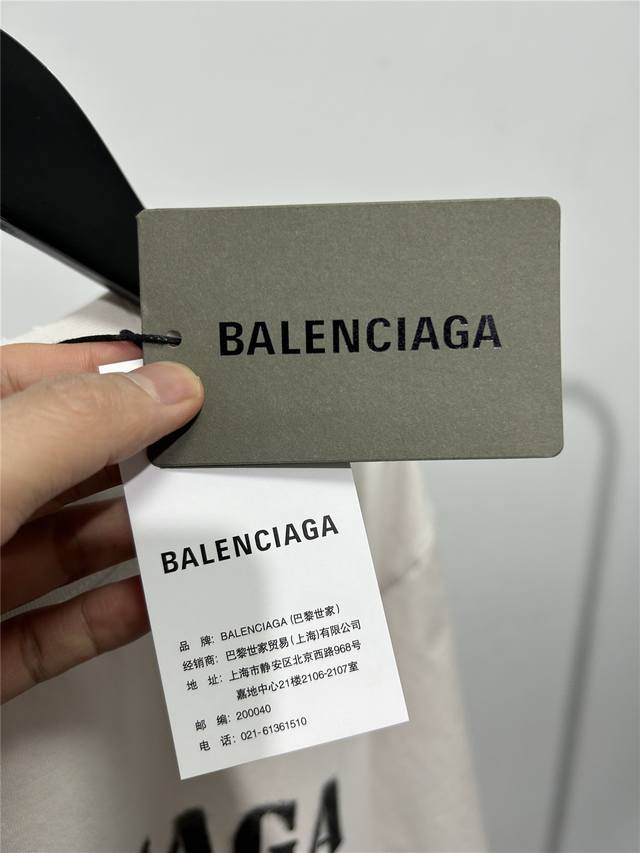 BALENCIAGA
BALENCIAGA
品 牌: BALENCIAGA (巴黎世家)
经销商: 巴黎世家贸易(上海)有限公司
地 址: 上海市静安区北京西路968号
嘉地中心21楼2106-2107室
邮 编: 200040
电 话: 021-61361510